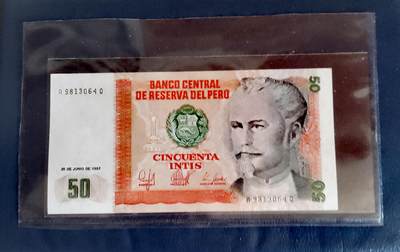 BANCO CENTRAL
DE RESERVA DEL PERU
A 9813064 Q
50
CINCUENTA
INTIS
26 DE JUNIO DE 1987
50
A 9813064 Q
50